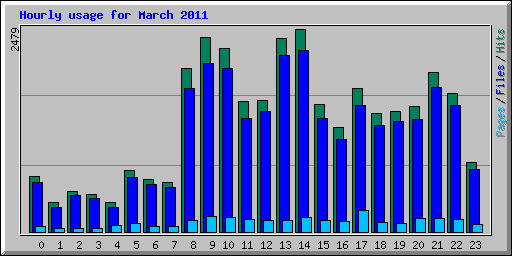 Hourly usage for March 2011
2479
Pages / Files / Hits
0 1 2 3 4 5 6 7 8 9 10 11 12 13 14 15 16 17 18 19 20 21 22 23